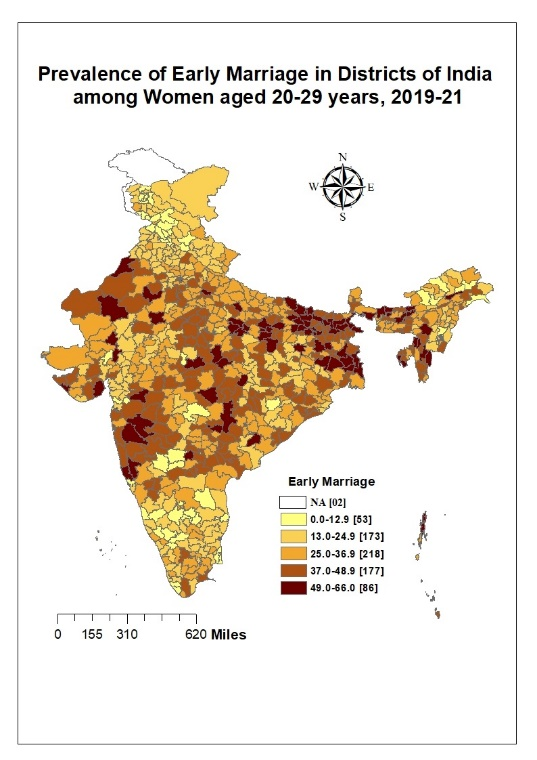 Prevalence of Early Marriage in Districts of India
among Women aged 20-29 years, 2019-21
N
W E
S
Early Marriage
NA [02]
0.0-12.9 [53]
13.0-24.9 [173]
25.0-36.9 [218]
37.0-48.9 [177]
49.0-66.0 [86]
0 155 310 620 Miles